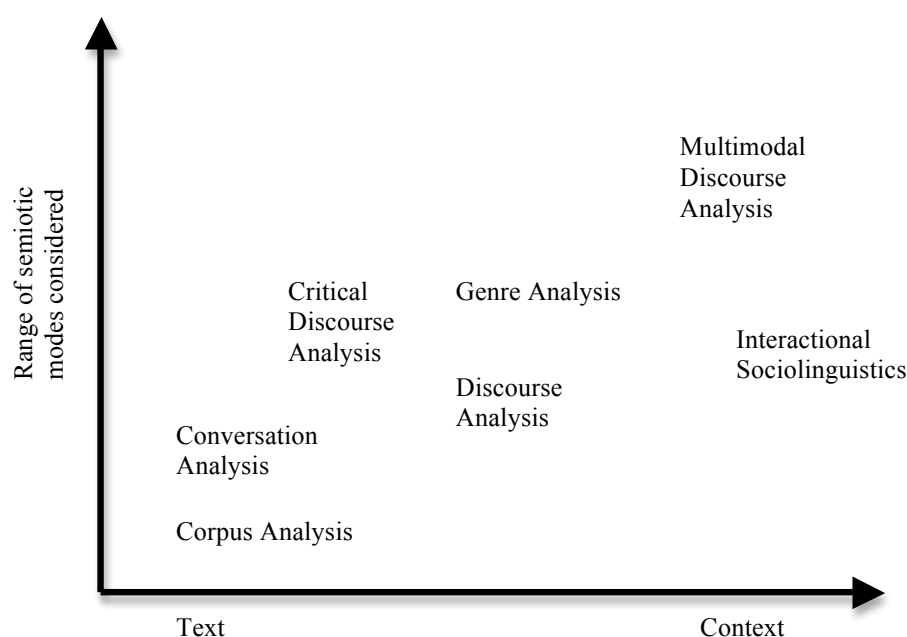 Range of semiotic
modes considered
Multimodal
Discourse
Analysis
Critical
Discourse
Analysis
Genre Analysis
Interactional
Sociolinguistics
Discourse
Analysis
Conversation
Analysis
Corpus Analysis
Text
Context